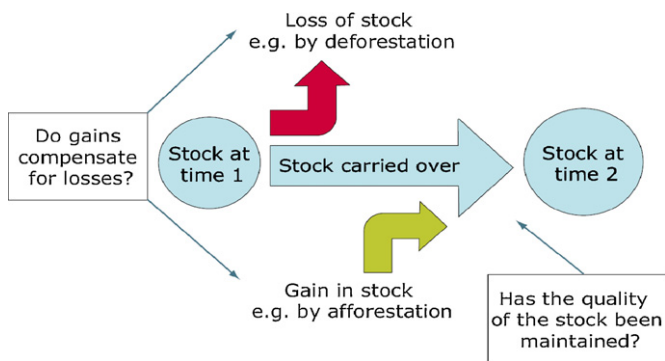 Loss of stock
e.g. by deforestation
Do gains
compensate
for losses?
Stock at
time 1
Stock carried over
Stock at
time 2
Gain in stock
e.g. by afforestation
Has the quality
of the stock been
maintained?